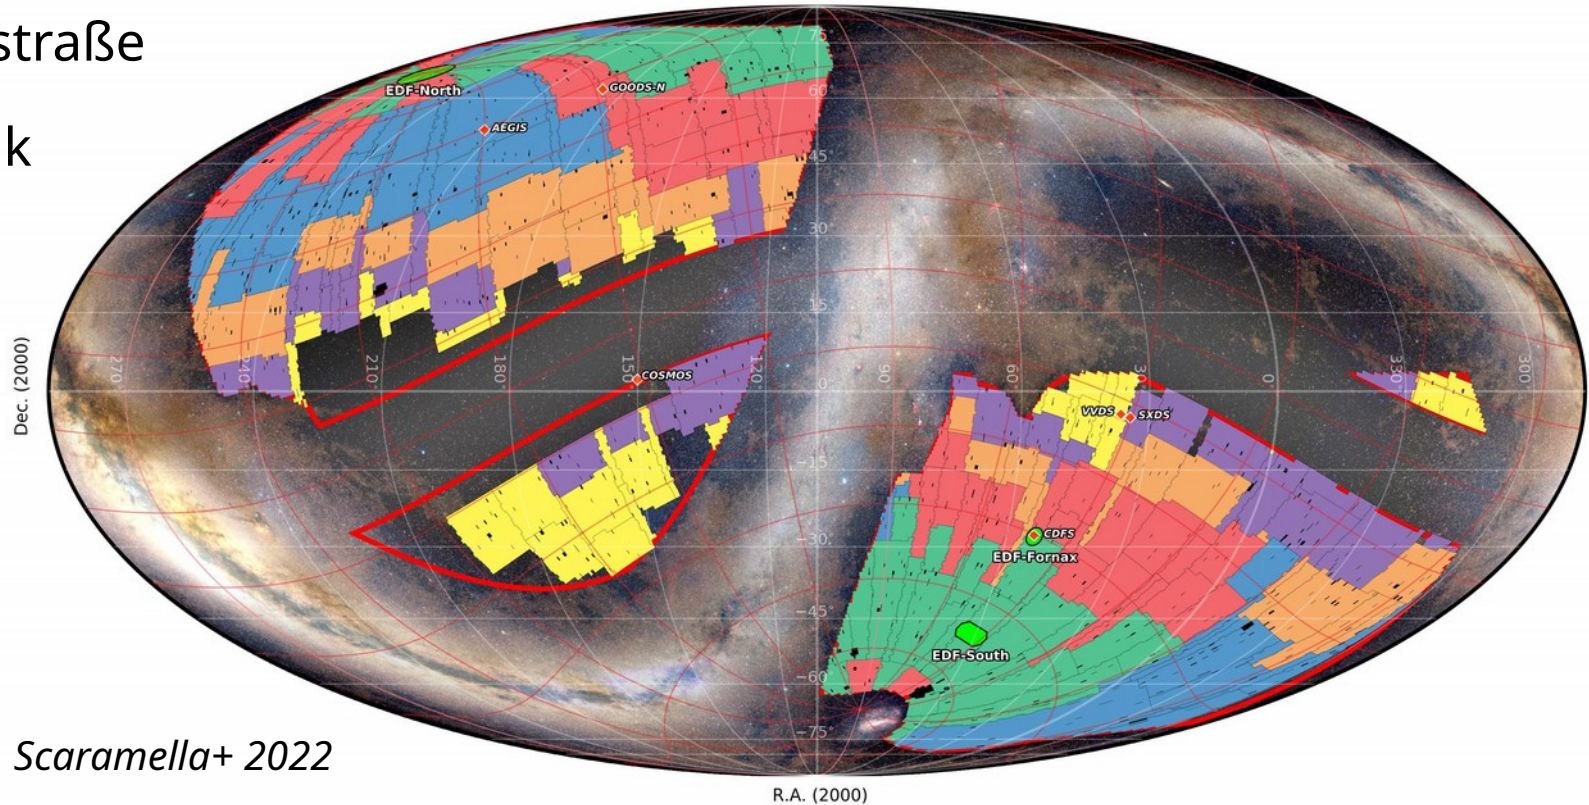 straße
k
75°
EDF-North
GOODS-N
60°
AEGIS
45°
30°
15
Dec. (2000)
270
240
210
180
150
120
90
60
30
0
330
300
0
COSMOS
VVDS
SXDS
−15
−30
CDFS
EDF-Fornax
−45°
EDF-South
−60
−75°
Scaramella+ 2022
R.A. (2000)